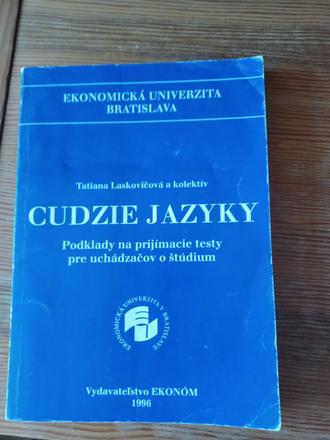 EKONOMICKÁ UNIVERZITA
BRATISLAVA
Tatiana Laskovičová a kolektív
CUDZIE JAZYKY
Podklady na prijímacie testy
pre uchádzačov o štúdium
EKONOMICKÁ UNIVERZITA V BRATISLAVE
Vydavateľstvo EKONÓM
1996